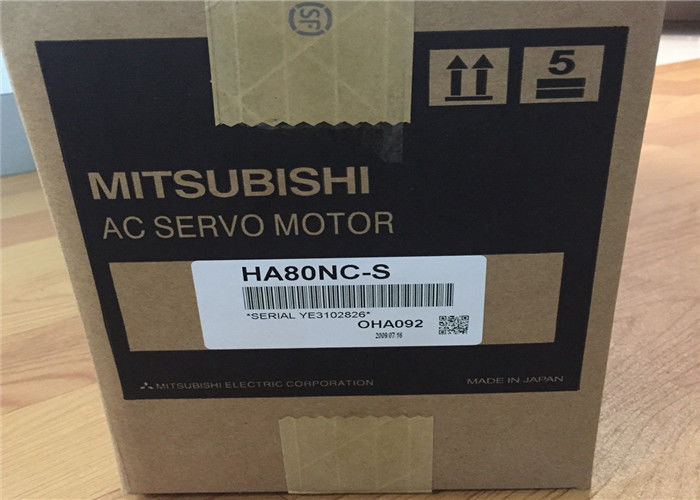 5
MITSUBISHI
AC SERVO MOTOR
HA80NC-S
*SERIAL YE3102826*
OHA092
2009.07.16
MITSUBISHI ELECTRIC CORPORATION
MADE IN JAPAN